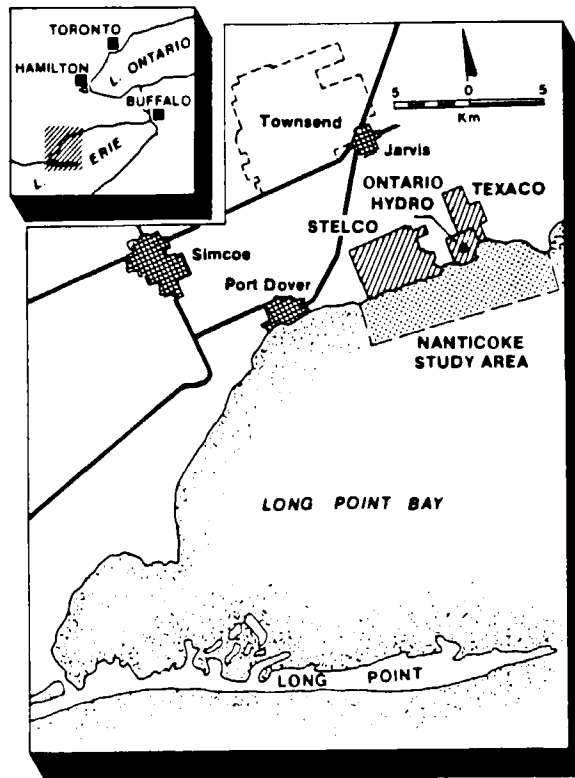 TORONTO
HAMILTON
L. ONTARIO
BUFFALO
L. ERIE
5 0 5
Km
Townsend
Jarvis
ONTARIO
HYDRO
TEXACO
STELCO
Simcoe
Port Dover
NANTICOKE
STUDY AREA
LONG POINT BAY
LONG POINT